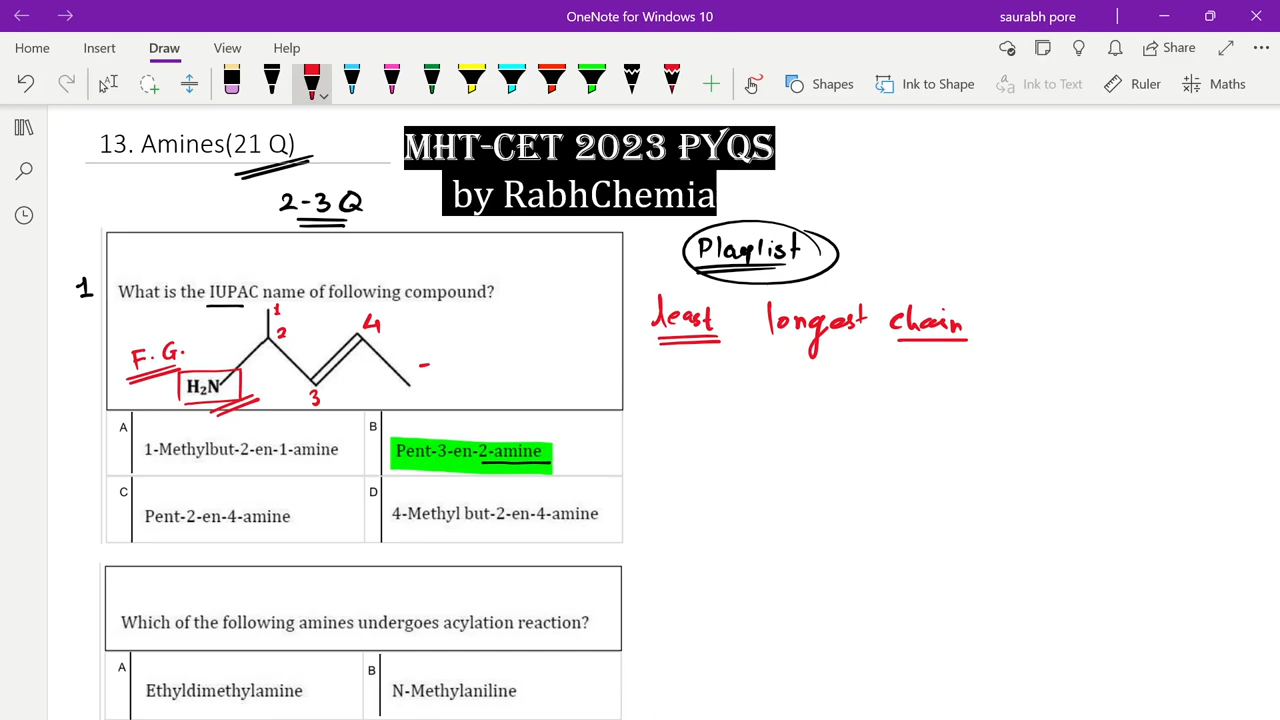 OneNote for Windows 10
saurabh pore
Home Insert Draw View Help
Share
Shapes Ink to Shape Ink to Text Ruler Maths
13. Amines(21 Q)
2-3 Q
MHT-CET 2023 PYQS
by RabhChemia
Playlist
least longest chain
1
What is the IUPAC name of following compound?
1
2
3
4
F. G.
H₂N
A
1-Methylbut-2-en-1-amine
B
Pent-3-en-2-amine
C
Pent-2-en-4-amine
D
4-Methyl but-2-en-4-amine
Which of the following amines undergoes acylation reaction?
A
Ethyldimethylamine
B
N-Methylaniline